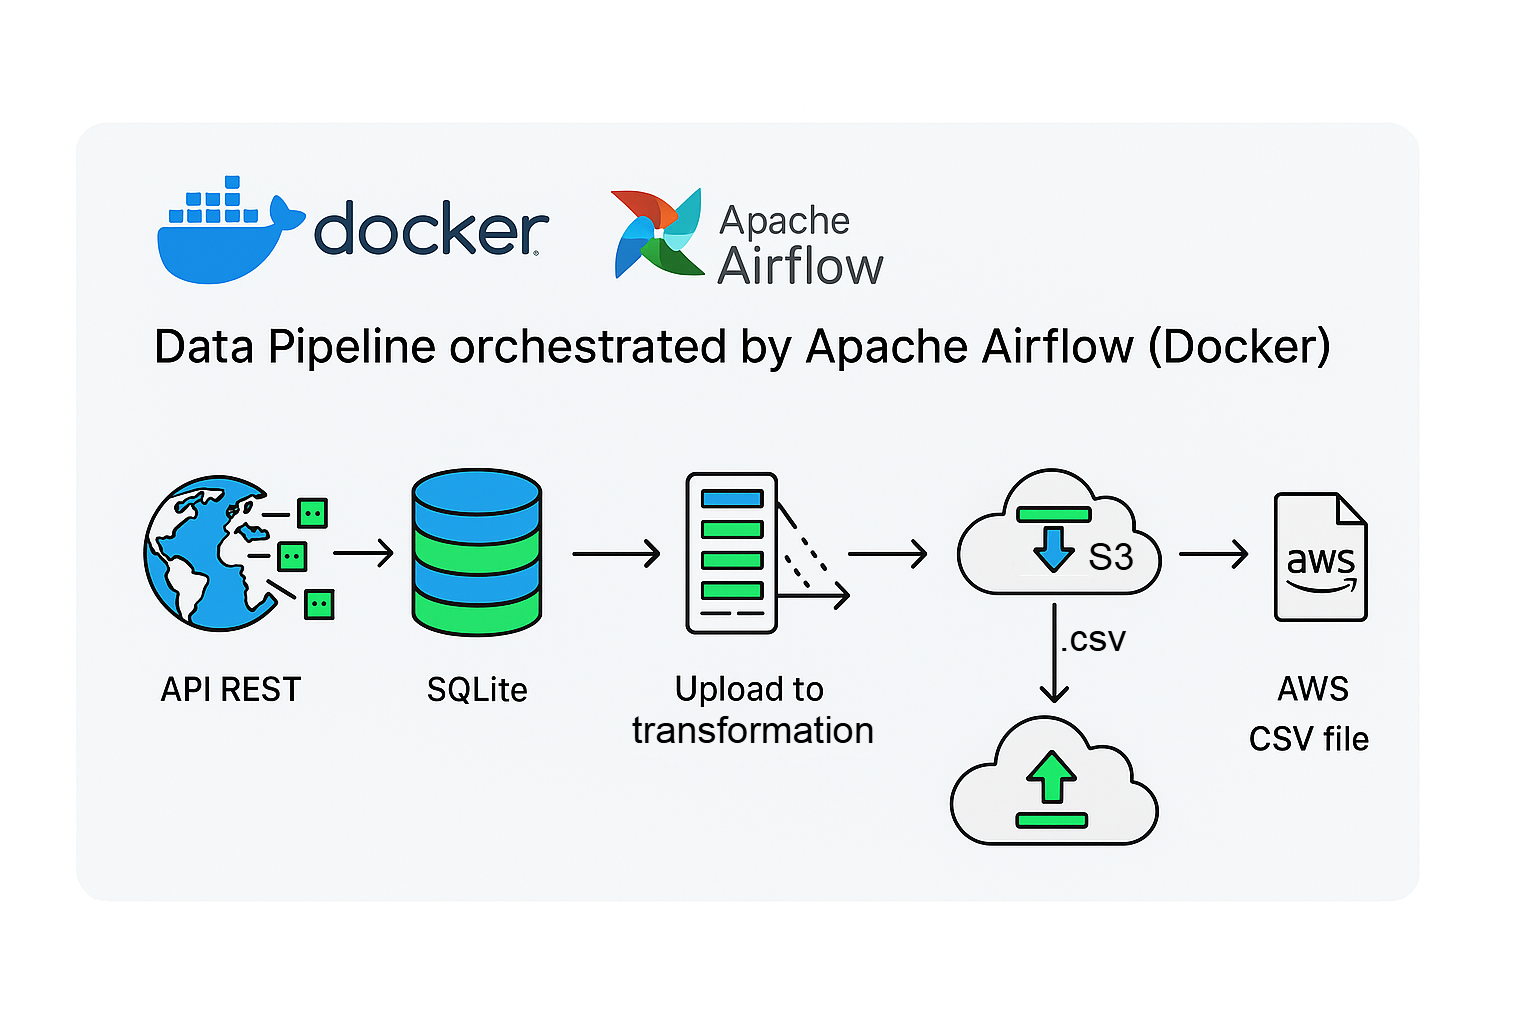 docker
Apache
Airflow
Data Pipeline orchestrated by Apache Airflow (Docker)
S3
aws
.csv
API REST
SQLite
Upload to
transformation
AWS
CSV file